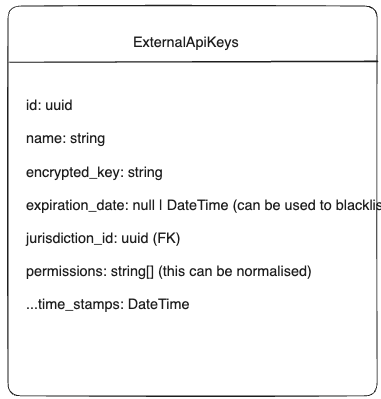 ExternalApiKeys
id: uuid
name: string
encrypted_key: string
expiration_date: null | DateTime (can be used to blacklis
jurisdiction_id: uuid (FK)
permissions: string[] (this can be normalised)
...time_stamps: DateTime